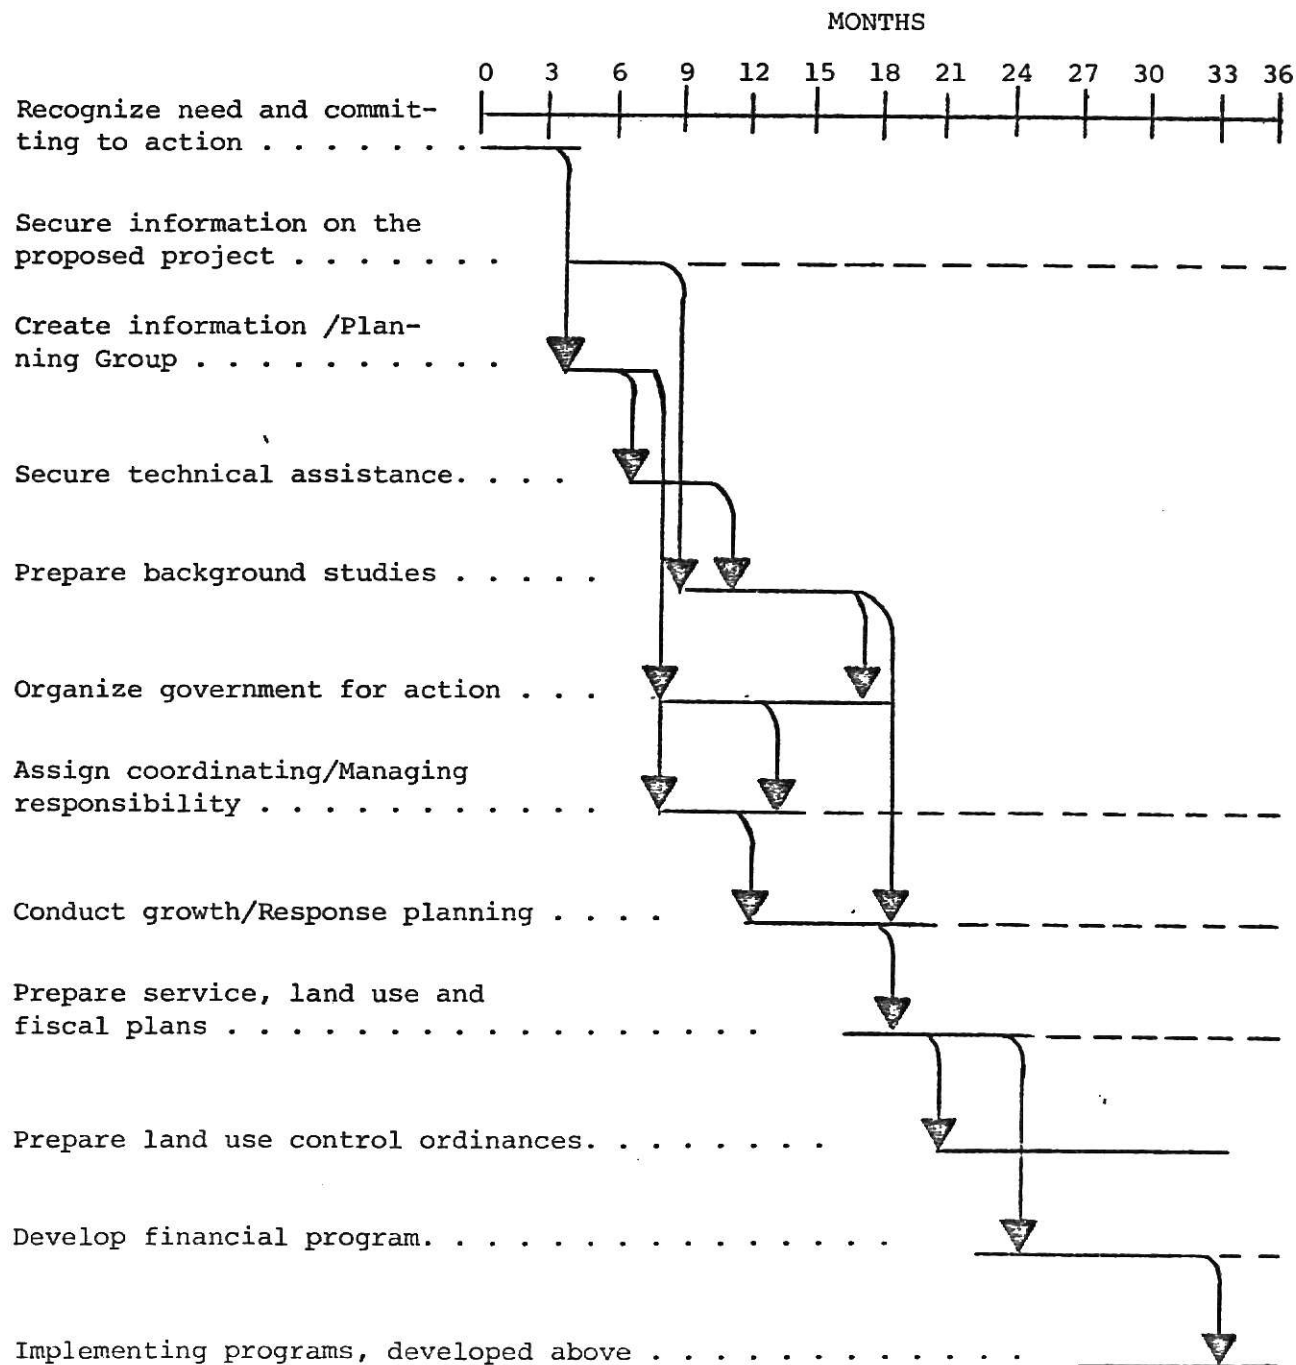 MONTHS
0 3 6 9 12 15 18 21 24 27 30 33 36
Recognize need and commit-
ting to action . . . . . . .
Secure information on the
proposed project . . . . . . .
Create information /Plan-
ning Group . . . . . . . . . .
Secure technical assistance. . . .
Prepare background studies . . . . .
Organize government for action . . .
Assign coordinating/Managing
responsibility . . . . . . . . . . .
Conduct growth/Response planning . . . .
Prepare service, land use and
fiscal plans . . . . . . . . . . . . . . . . .
Prepare land use control ordinances. . . . . . .
Develop financial program. . . . . . . . . . . . . . .
Implementing programs, developed above . . . . . . . . . . . .